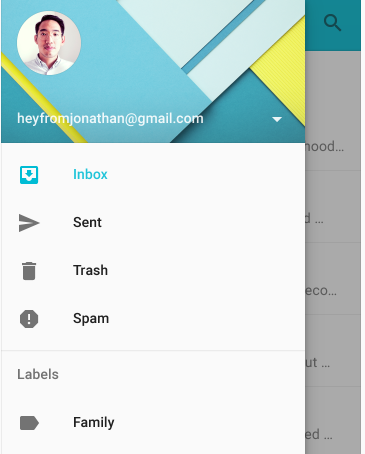 heyfromjonathan@gmail.com
Inbox
Sent
Trash
Spam
Labels
Family